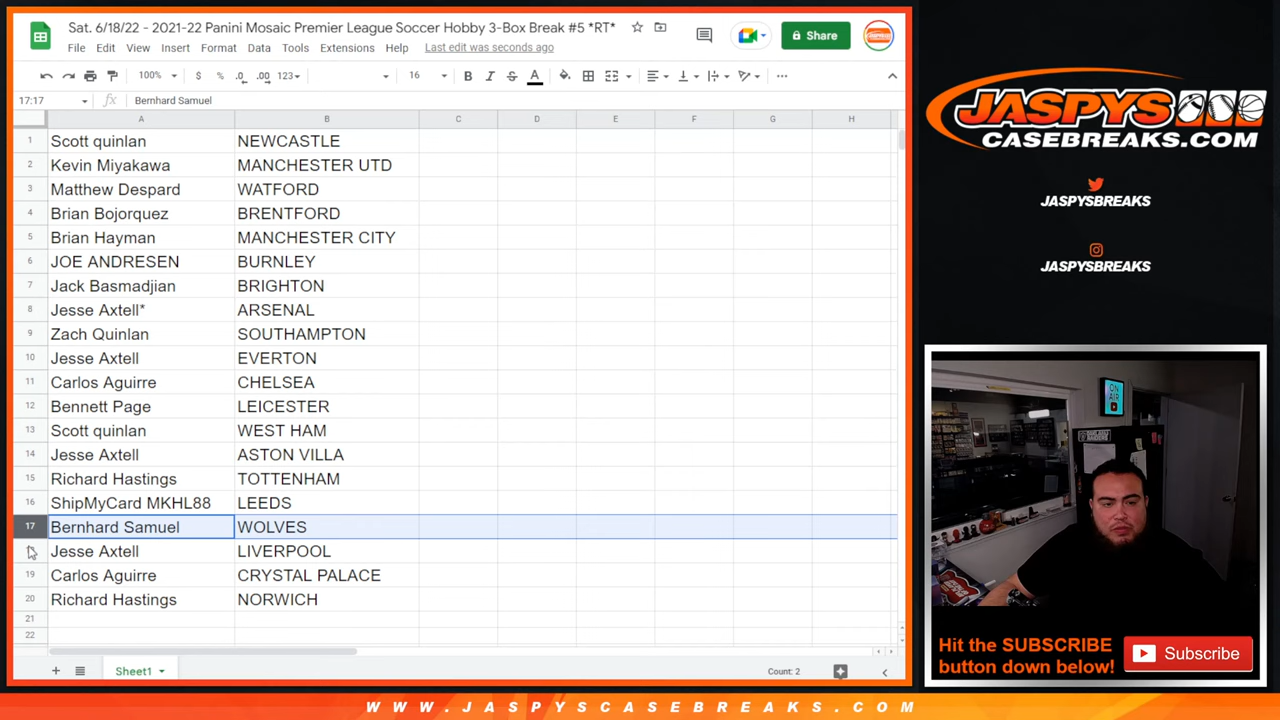 Sat. 6/18/22 - 2021-22 Panini Mosaic Premier League Soccer Hobby 3-Box Break #5 *RT*
File Edit View Insert Format Data Tools Extensions Help Last edit was seconds ago
Share
100% $ % .0 .00 123 16 B I S A
17:17 fx Bernhard Samuel
A B C D E F G H
1 Scott quinlan NEWCASTLE
2 Kevin Miyakawa MANCHESTER UTD
3 Matthew Despard WATFORD
4 Brian Bojorquez BRENTFORD
5 Brian Hayman MANCHESTER CITY
6 JOE ANDRESEN BURNLEY
7 Jack Basmadjian BRIGHTON
8 Jesse Axtell* ARSENAL
9 Zach Quinlan SOUTHAMPTON
10 Jesse Axtell EVERTON
11 Carlos Aguirre CHELSEA
12 Bennett Page LEICESTER
13 Scott quinlan WEST HAM
14 Jesse Axtell ASTON VILLA
15 Richard Hastings TOTTENHAM
16 ShipMyCard MKHL88 LEEDS
17 Bernhard Samuel WOLVES
Jesse Axtell LIVERPOOL
19 Carlos Aguirre CRYSTAL PALACE
20 Richard Hastings NORWICH
21
22
Sheet1 Count: 2
JASPYS
CASEBREAKS.COM
JASPYSBREAKS
JASPYSBREAKS
ON AIR
Hit the SUBSCRIBE
button down below!
Subscribe
WWW.JASPYSCASEBREAKS.COM